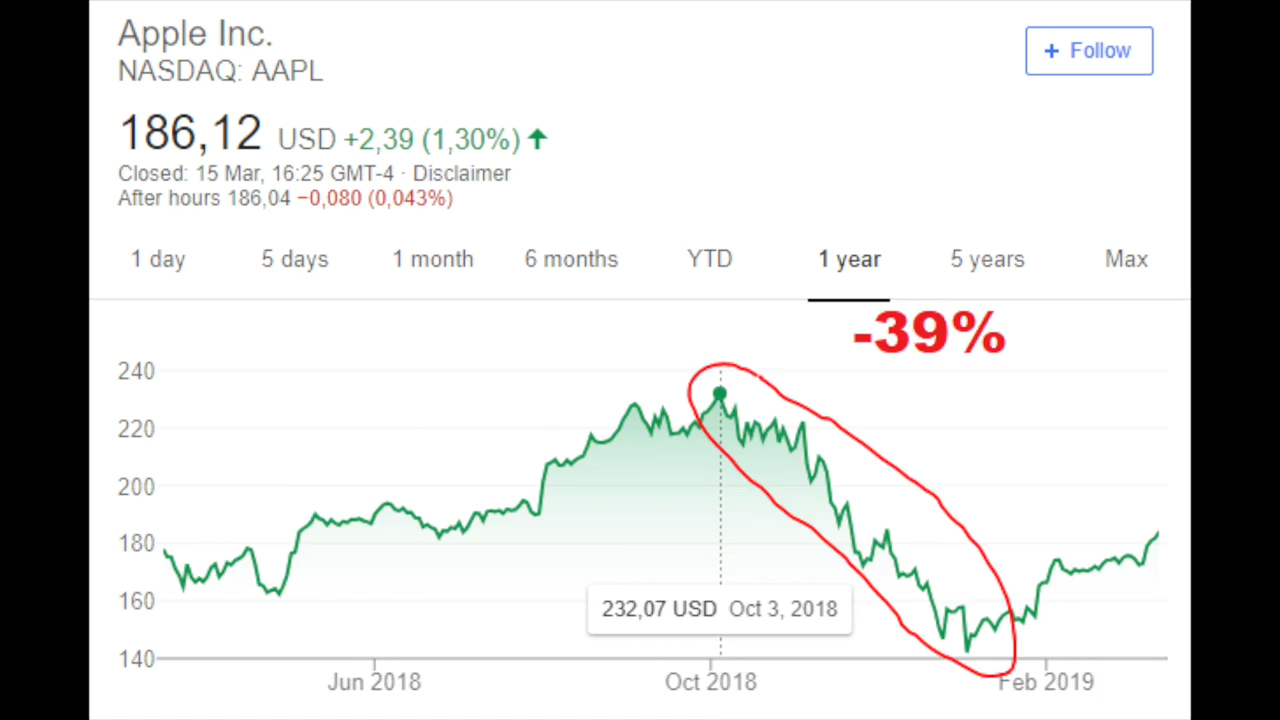 Apple Inc.
NASDAQ: AAPL
+ Follow
186,12 USD +2,39 (1,30%)
Closed: 15 Mar, 16:25 GMT-4 · Disclaimer
After hours 186,04 −0,080 (0,043%)
1 day 5 days 1 month 6 months YTD 1 year 5 years Max
-39%
240
220
200
180
160
140
232,07 USD Oct 3, 2018
Jun 2018 Oct 2018 Feb 2019